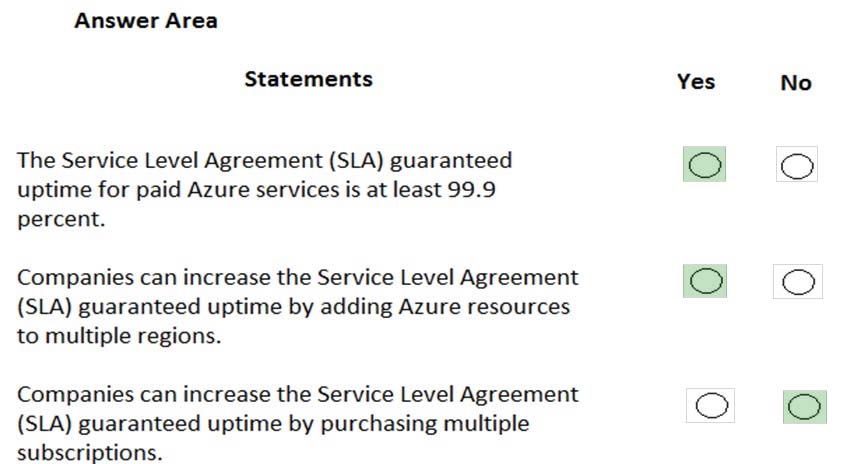 Answer Area
Statements Yes No
The Service Level Agreement (SLA) guaranteed
uptime for paid Azure services is at least 99.9
percent.
Companies can increase the Service Level Agreement
(SLA) guaranteed uptime by adding Azure resources
to multiple regions.
Companies can increase the Service Level Agreement
(SLA) guaranteed uptime by purchasing multiple
subscriptions.